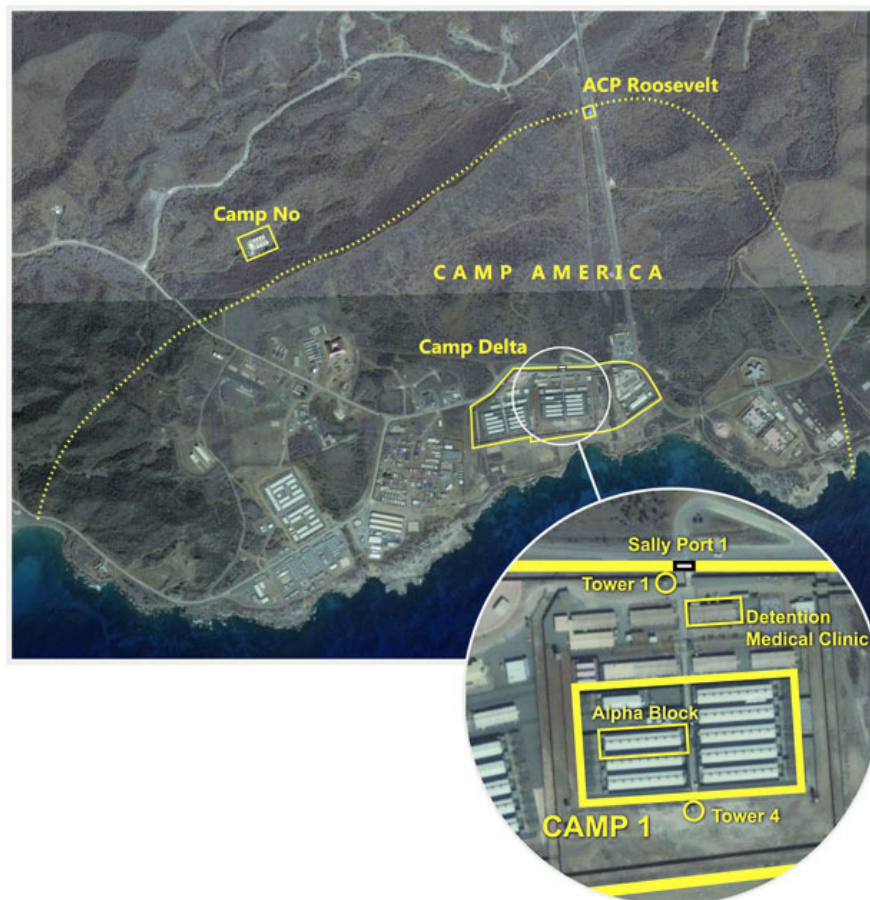 ACP Roosevelt
Camp No
CAMP AMERICA
Camp Delta
Sally Port 1
Tower 1
Detention
Medical Clinic
Alpha Block
Tower 4
CAMP 1